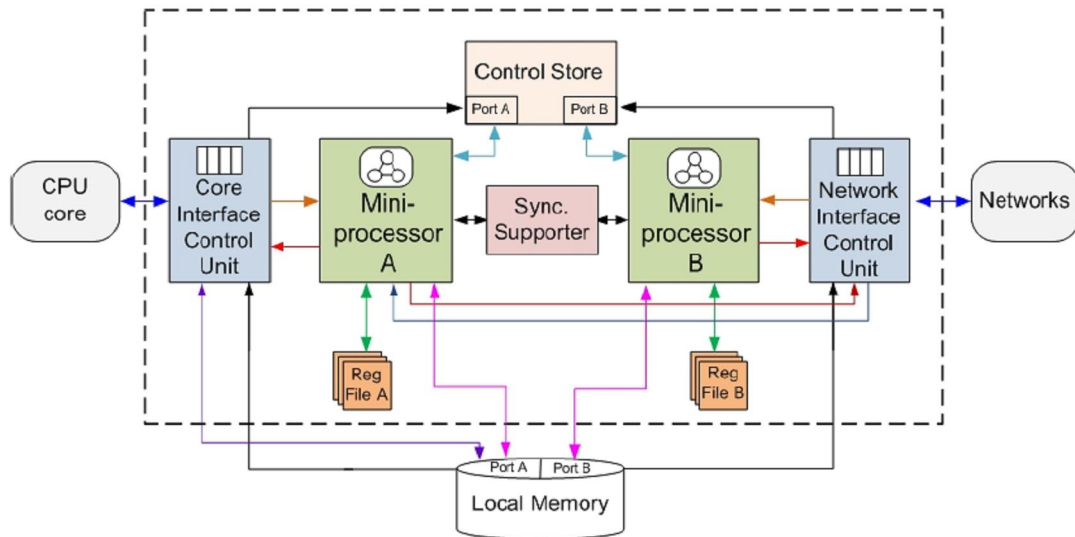 Control Store
Port A
Port B
CPU
core
Core
Interface
Control
Unit
Mini-
processor
A
Sync.
Supporter
Mini-
processor
B
Network
Interface
Control
Unit
Networks
Reg
File A
Reg
File B
Port A
Port B
Local Memory